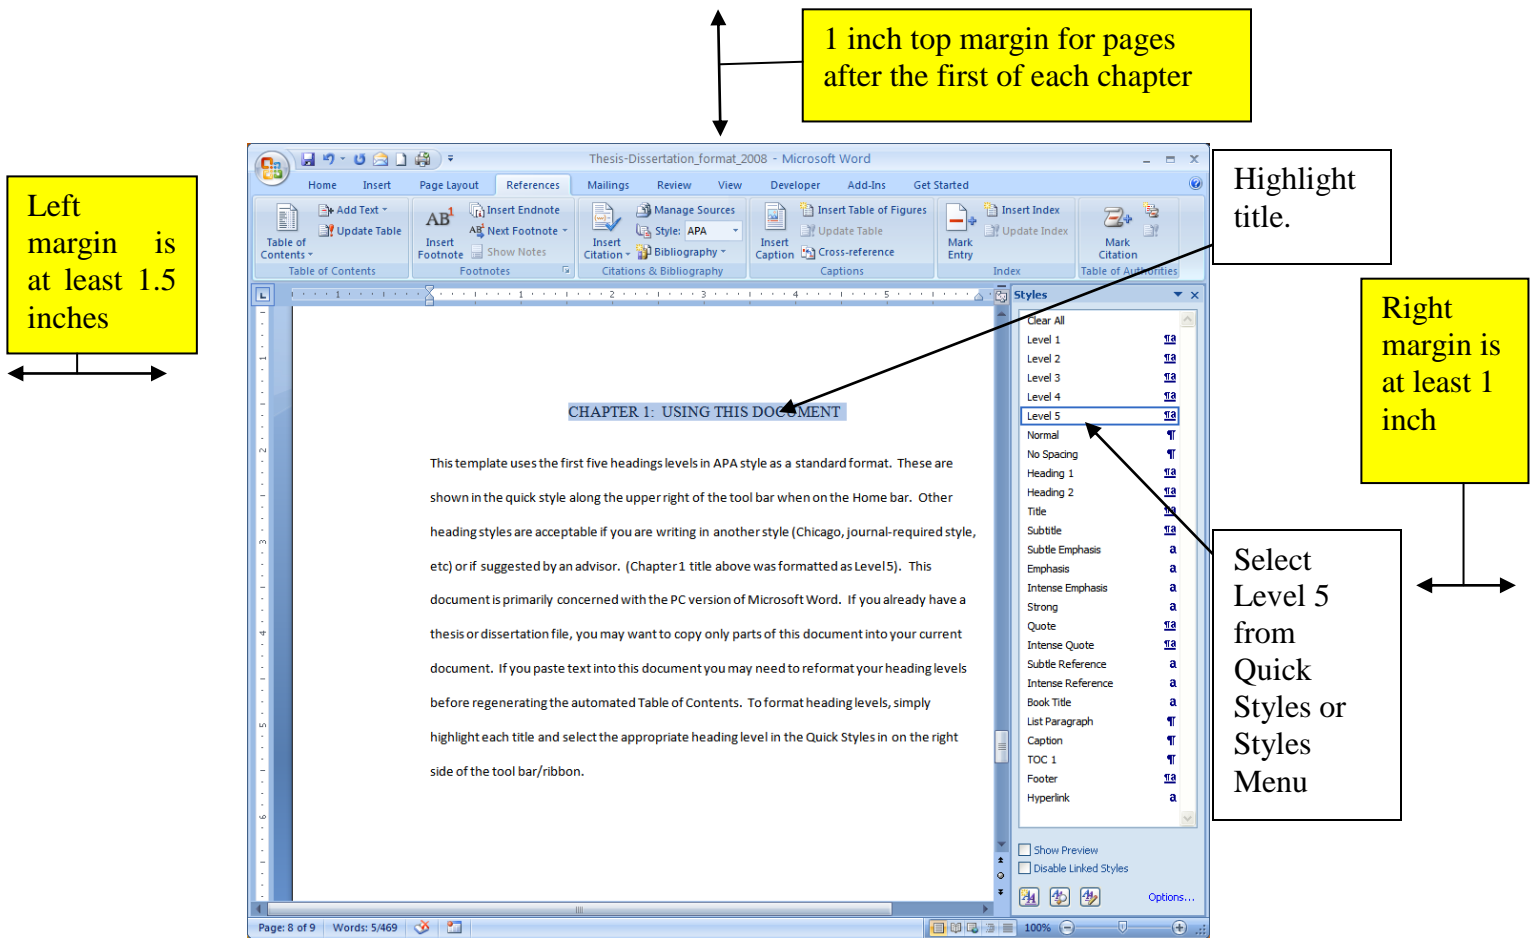 1 inch top margin for pages
after the first of each chapter
Left
margin is
at least 1.5
inches
Highlight
title.
Right
margin is
at least 1
inch
Select
Level 5
from
Quick
Styles or
Styles
Menu
Thesis-Dissertation_format_2008 - Microsoft Word
Home Insert Page Layout References Mailings Review View Developer Add-Ins Get Started
Table of
Contents
Add Text
Update Table
Table of Contents
AB1
Insert
Footnote
Insert Endnote
Next Footnote
Show Notes
Footnotes
Insert
Citation
Manage Sources
Style: APA
Bibliography
Citations & Bibliography
Insert
Caption
Insert Table of Figures
Update Table
Cross-reference
Captions
Mark
Entry
Insert Index
Update Index
Index
Mark
Citation
Table of Authorities
1 1 2 3 4 5
1
2
3
4
5
6
CHAPTER 1: USING THIS DOCUMENT
This template uses the first five headings levels in APA style as a standard format. These are
shown in the quick style along the upper right of the tool bar when on the Home bar. Other
heading styles are acceptable if you are writing in another style (Chicago, journal-required style,
etc) or if suggested by an advisor. (Chapter 1 title above was formatted as Level 5). This
document is primarily concerned with the PC version of Microsoft Word. If you already have a
thesis or dissertation file, you may want to copy only parts of this document into your current
document. If you paste text into this document you may need to reformat your heading levels
before regenerating the automated Table of Contents. To format heading levels, simply
highlight each title and select the appropriate heading level in the Quick Styles in on the right
side of the tool bar/ribbon.
Styles
Clear All
Level 1 ¶a
Level 2 ¶a
Level 3 ¶a
Level 4 ¶a
Level 5 ¶a
Normal ¶
No Spacing ¶
Heading 1 ¶a
Heading 2 ¶a
Title ¶a
Subtitle ¶a
Subtle Emphasis a
Emphasis a
Intense Emphasis a
Strong a
Quote ¶a
Intense Quote ¶a
Subtle Reference a
Intense Reference a
Book Title a
List Paragraph ¶
Caption ¶
TOC 1 ¶
Footer ¶a
Hyperlink a
Show Preview
Disable Linked Styles
Options...
Page: 8 of 9 Words: 5/469 100%